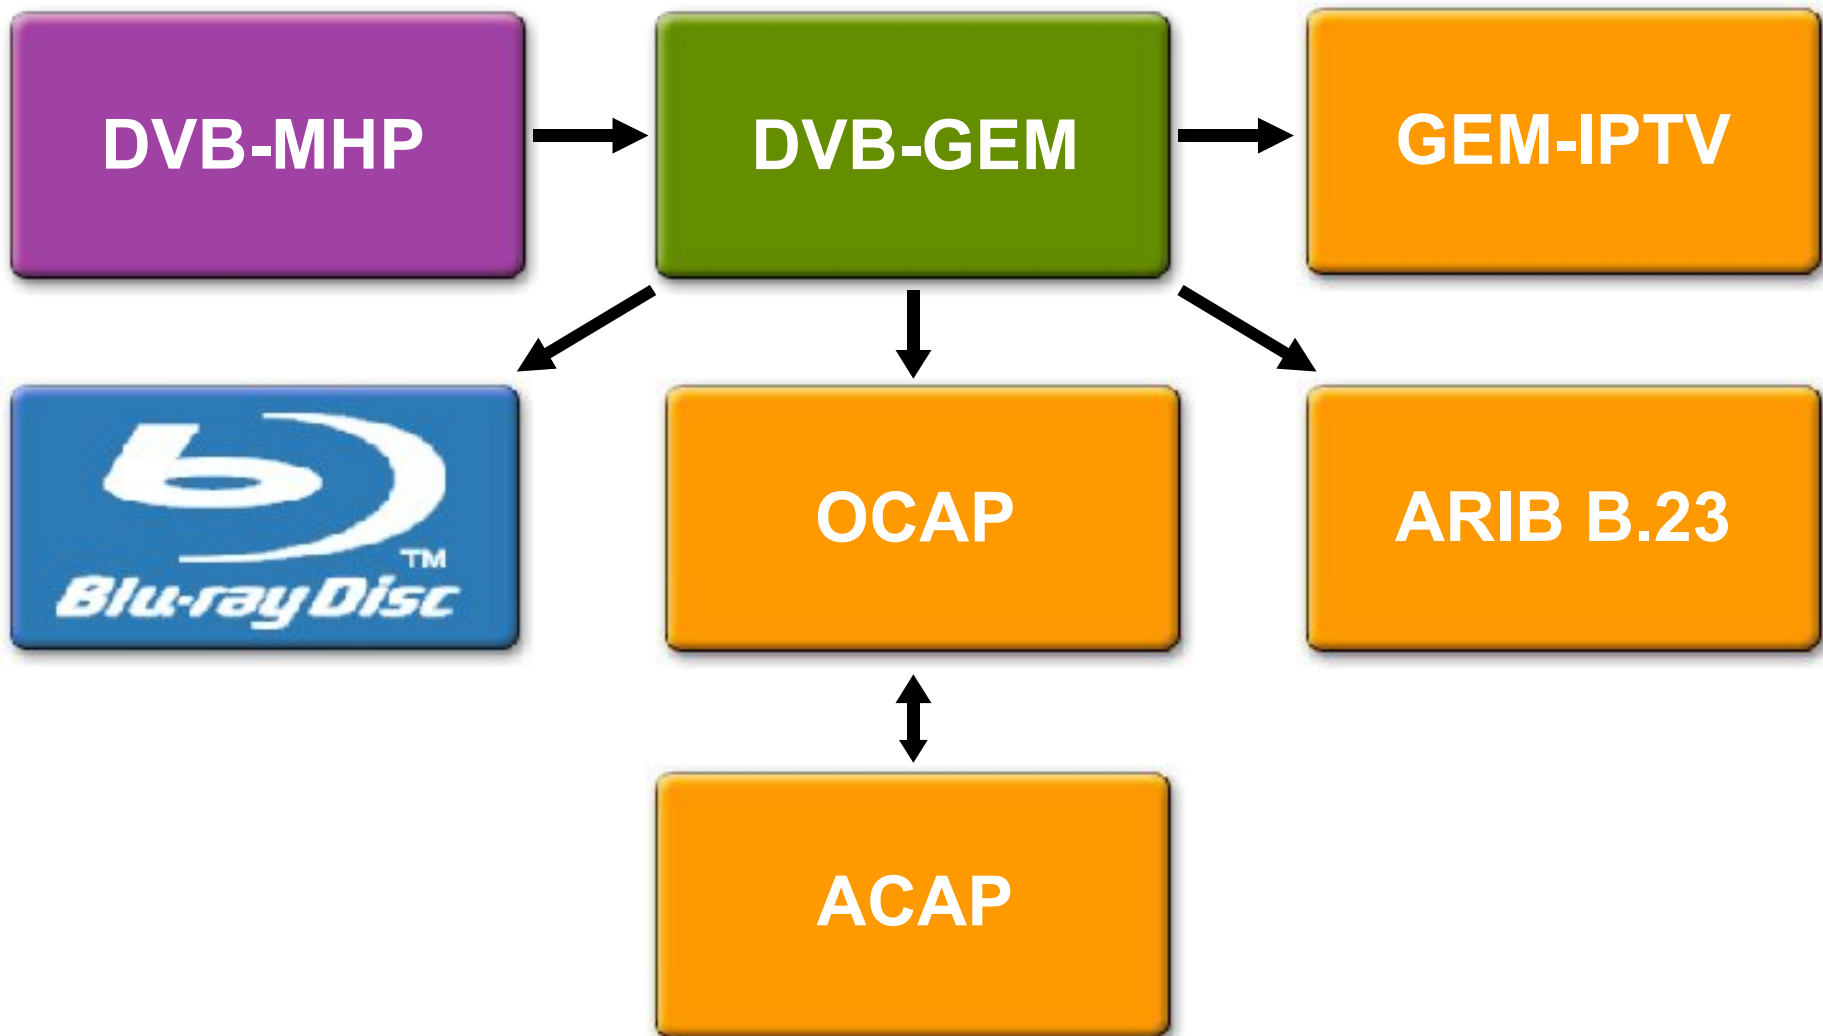 DVB-MHP
DVB-GEM
GEM-IPTV
TM
Blu-ray Disc
OCAP
ARIB B.23
ACAP